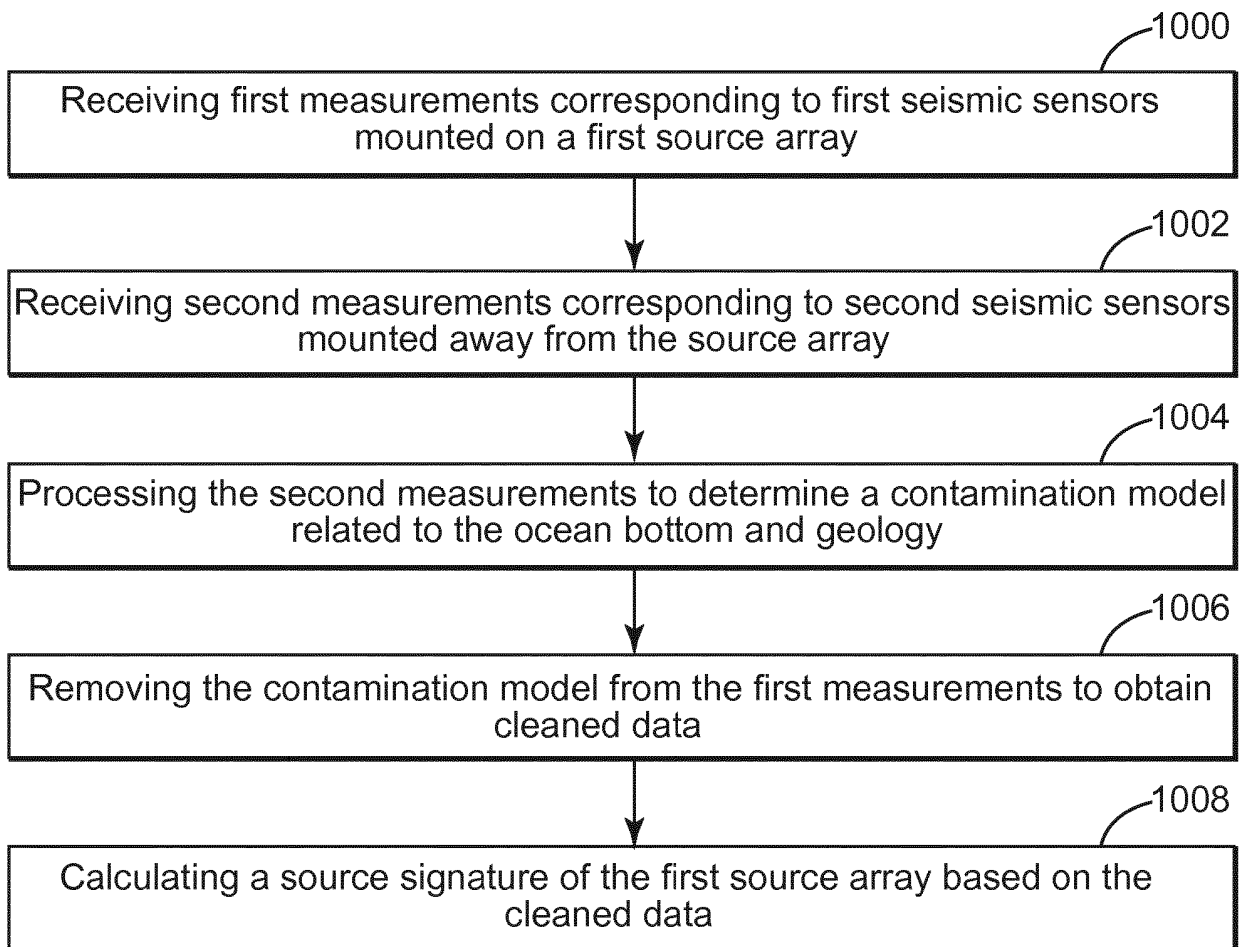 1000
Receiving first measurements corresponding to first seismic sensors
mounted on a first source array
1002
Receiving second measurements corresponding to second seismic sensors
mounted away from the source array
1004
Processing the second measurements to determine a contamination model
related to the ocean bottom and geology
1006
Removing the contamination model from the first measurements to obtain
cleaned data
1008
Calculating a source signature of the first source array based on the
cleaned data